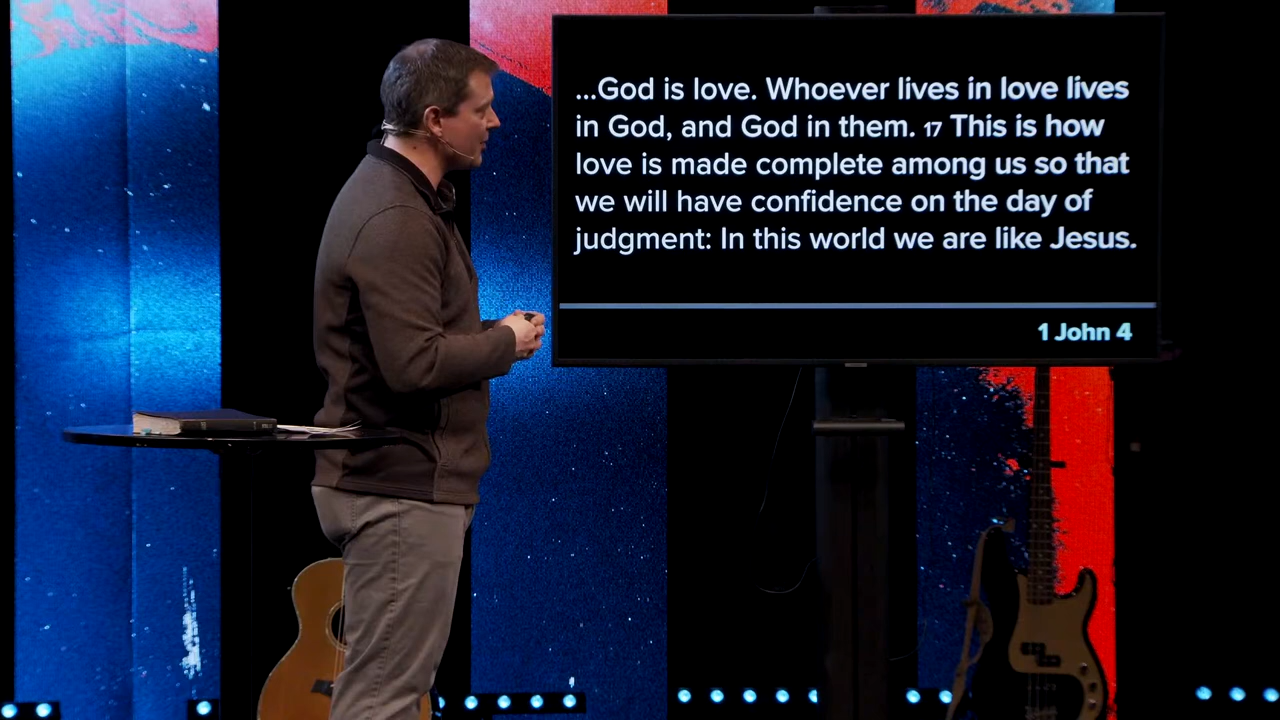 ...God is love. Whoever lives in love lives
in God, and God in them. 17 This is how
love is made complete among us so that
we will have confidence on the day of
judgment: In this world we are like Jesus.
1 John 4